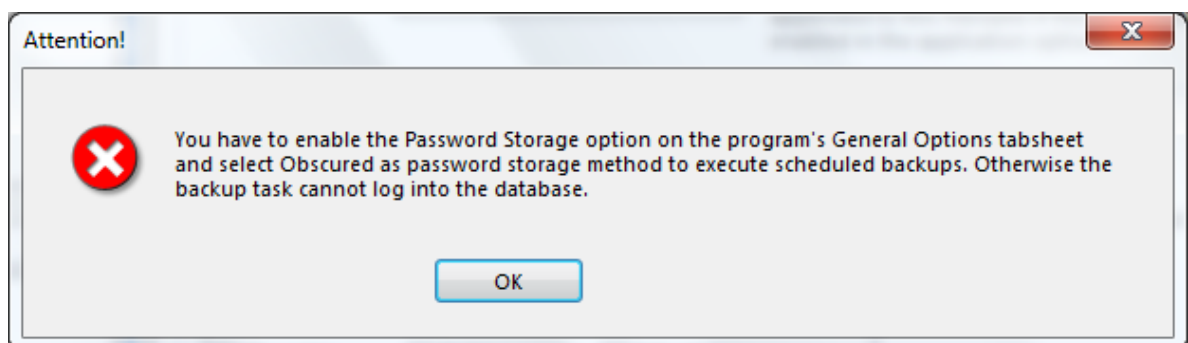 Attention!
You have to enable the Password Storage option on the program's General Options tabsheet
and select Obscured as password storage method to execute scheduled backups. Otherwise the
backup task cannot log into the database.
OK